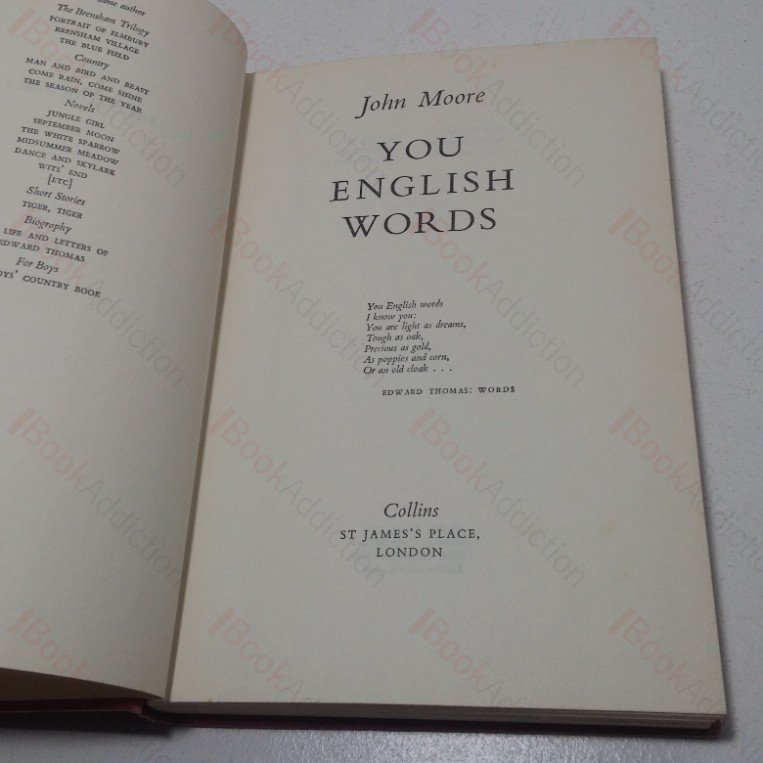 same author
The Brensham Trilogy
PORTRAIT OF ELMBURY
BRENSHAM VILLAGE
THE BLUE FIELD
Country
MAN AND BIRD AND BEAST
COME RAIN, COME SHINE
THE SEASON OF THE YEAR
Novels
JUNGLE GIRL
SEPTEMBER MOON
THE WHITE SPARROW
MIDSUMMER MEADOW
DANCE AND SKYLARK
WITS' END
[ETC]
Short Stories
TIGER, TIGER
Biography
LIFE AND LETTERS OF
EDWARD THOMAS
For Boys
BOYS' COUNTRY BOOK
John Moore
YOU
ENGLISH
WORDS
You English words
I know you:
You are light as dreams,
Tough as oak,
Precious as gold,
As poppies and corn,
Or an old cloak . . .
EDWARD THOMAS: WORDS
Collins
ST JAMES'S PLACE,
LONDON
BookAddiction